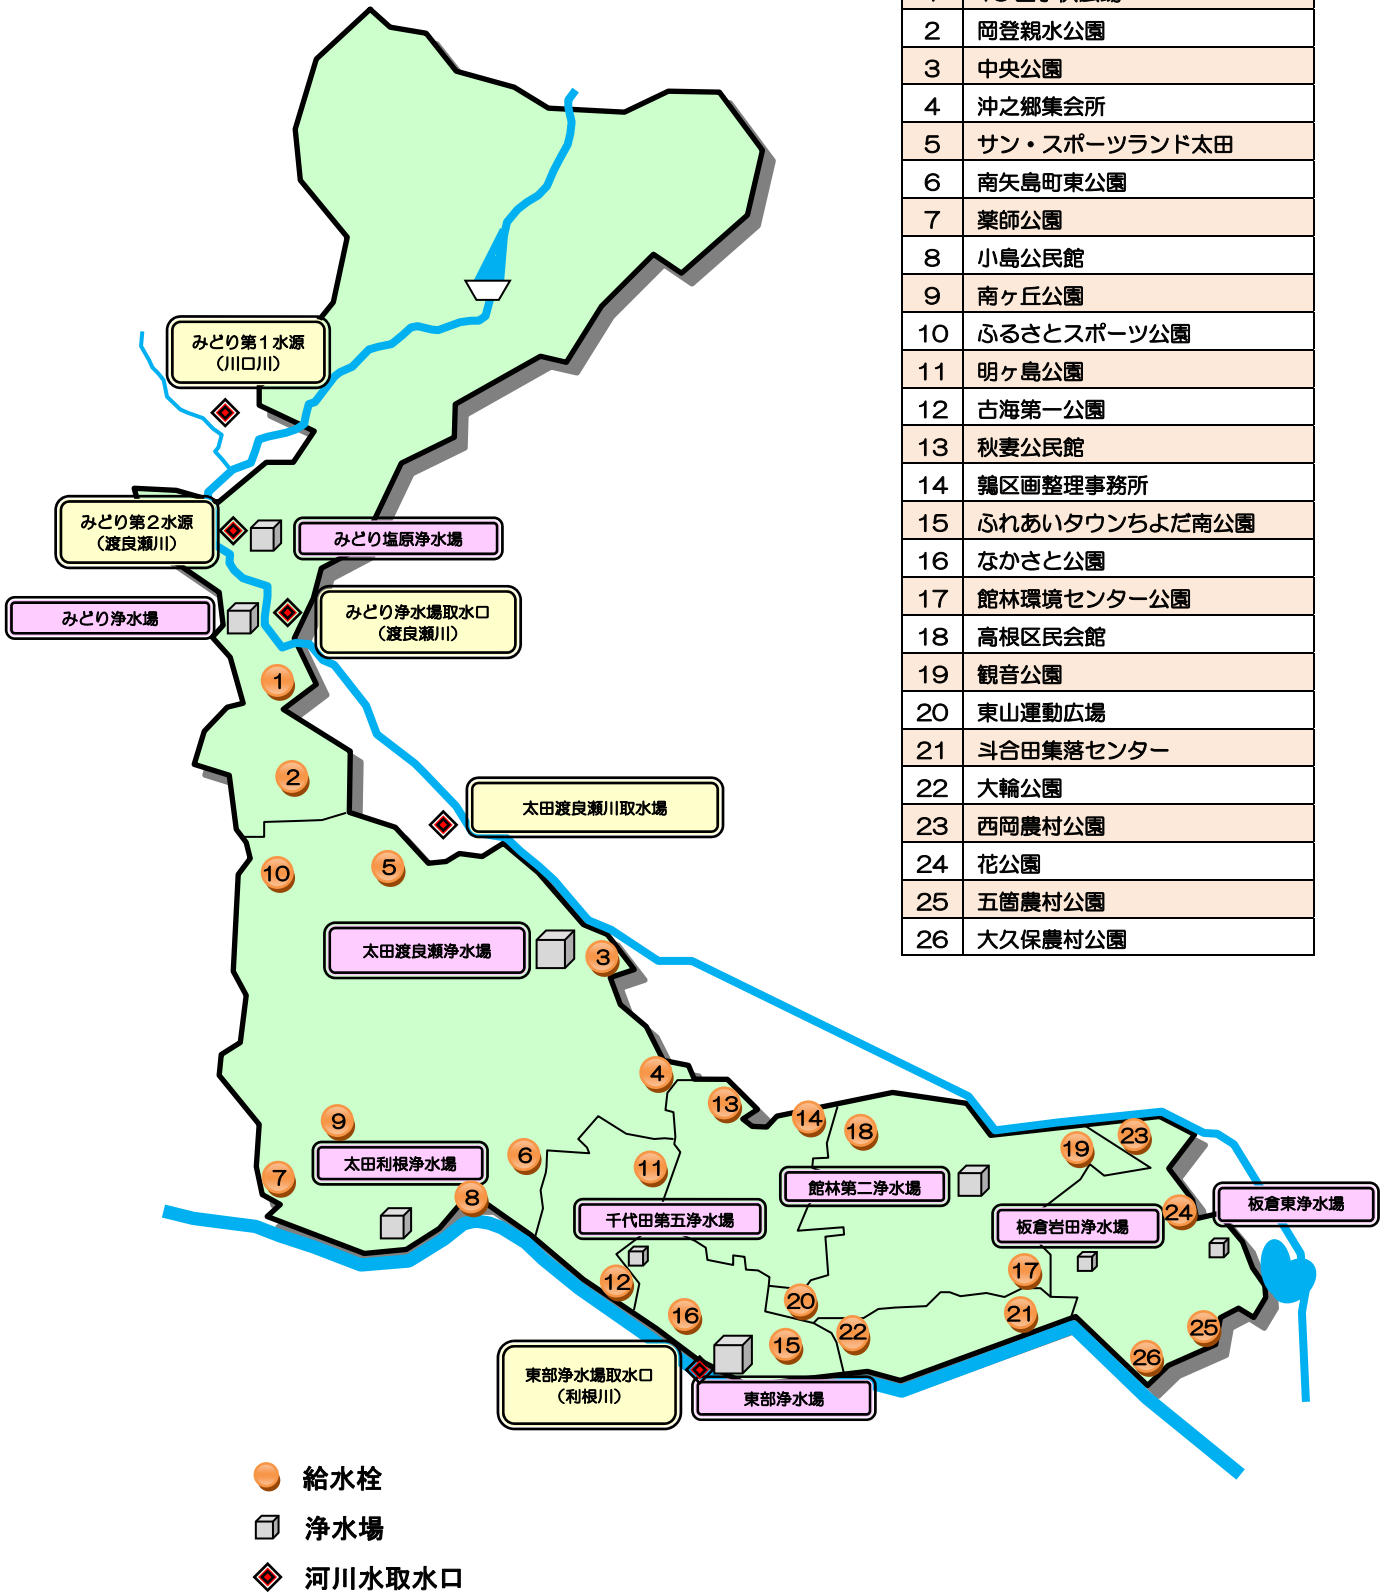 2 岡登親水公園
3 中央公園
4 沖之郷集会所
5 サン・スポーツランド太田
6 南矢島町東公園
7 薬師公園
8 小島公民館
9 南ヶ丘公園
10 ふるさとスポーツ公園
11 明ヶ島公園
12 古海第一公園
13 秋妻公民館
14 鶉区画整理事務所
15 ふれあいタウンちよだ南公園
16 なかさと公園
17 館林環境センター公園
18 高根区民会館
19 観音公園
20 東山運動広場
21 斗合田集落センター
22 大輪公園
23 西岡農村公園
24 花公園
25 五箇農村公園
26 大久保農村公園
みどり第1水源
（川口川）
みどり第2水源
（渡良瀬川）
みどり塩原浄水場
みどり浄水場
みどり浄水場取水口
（渡良瀬川）
1
2
太田渡良瀬川取水場
10
5
太田渡良瀬浄水場
3
4
13
14
18
19
23
9
太田利根浄水場
6
11
7
8
館林第二浄水場
千代田第五浄水場
板倉岩田浄水場
24
板倉東浄水場
12
17
20
16
15
22
21
25
26
東部浄水場取水口
（利根川）
東部浄水場
給水栓
浄水場
河川水取水口